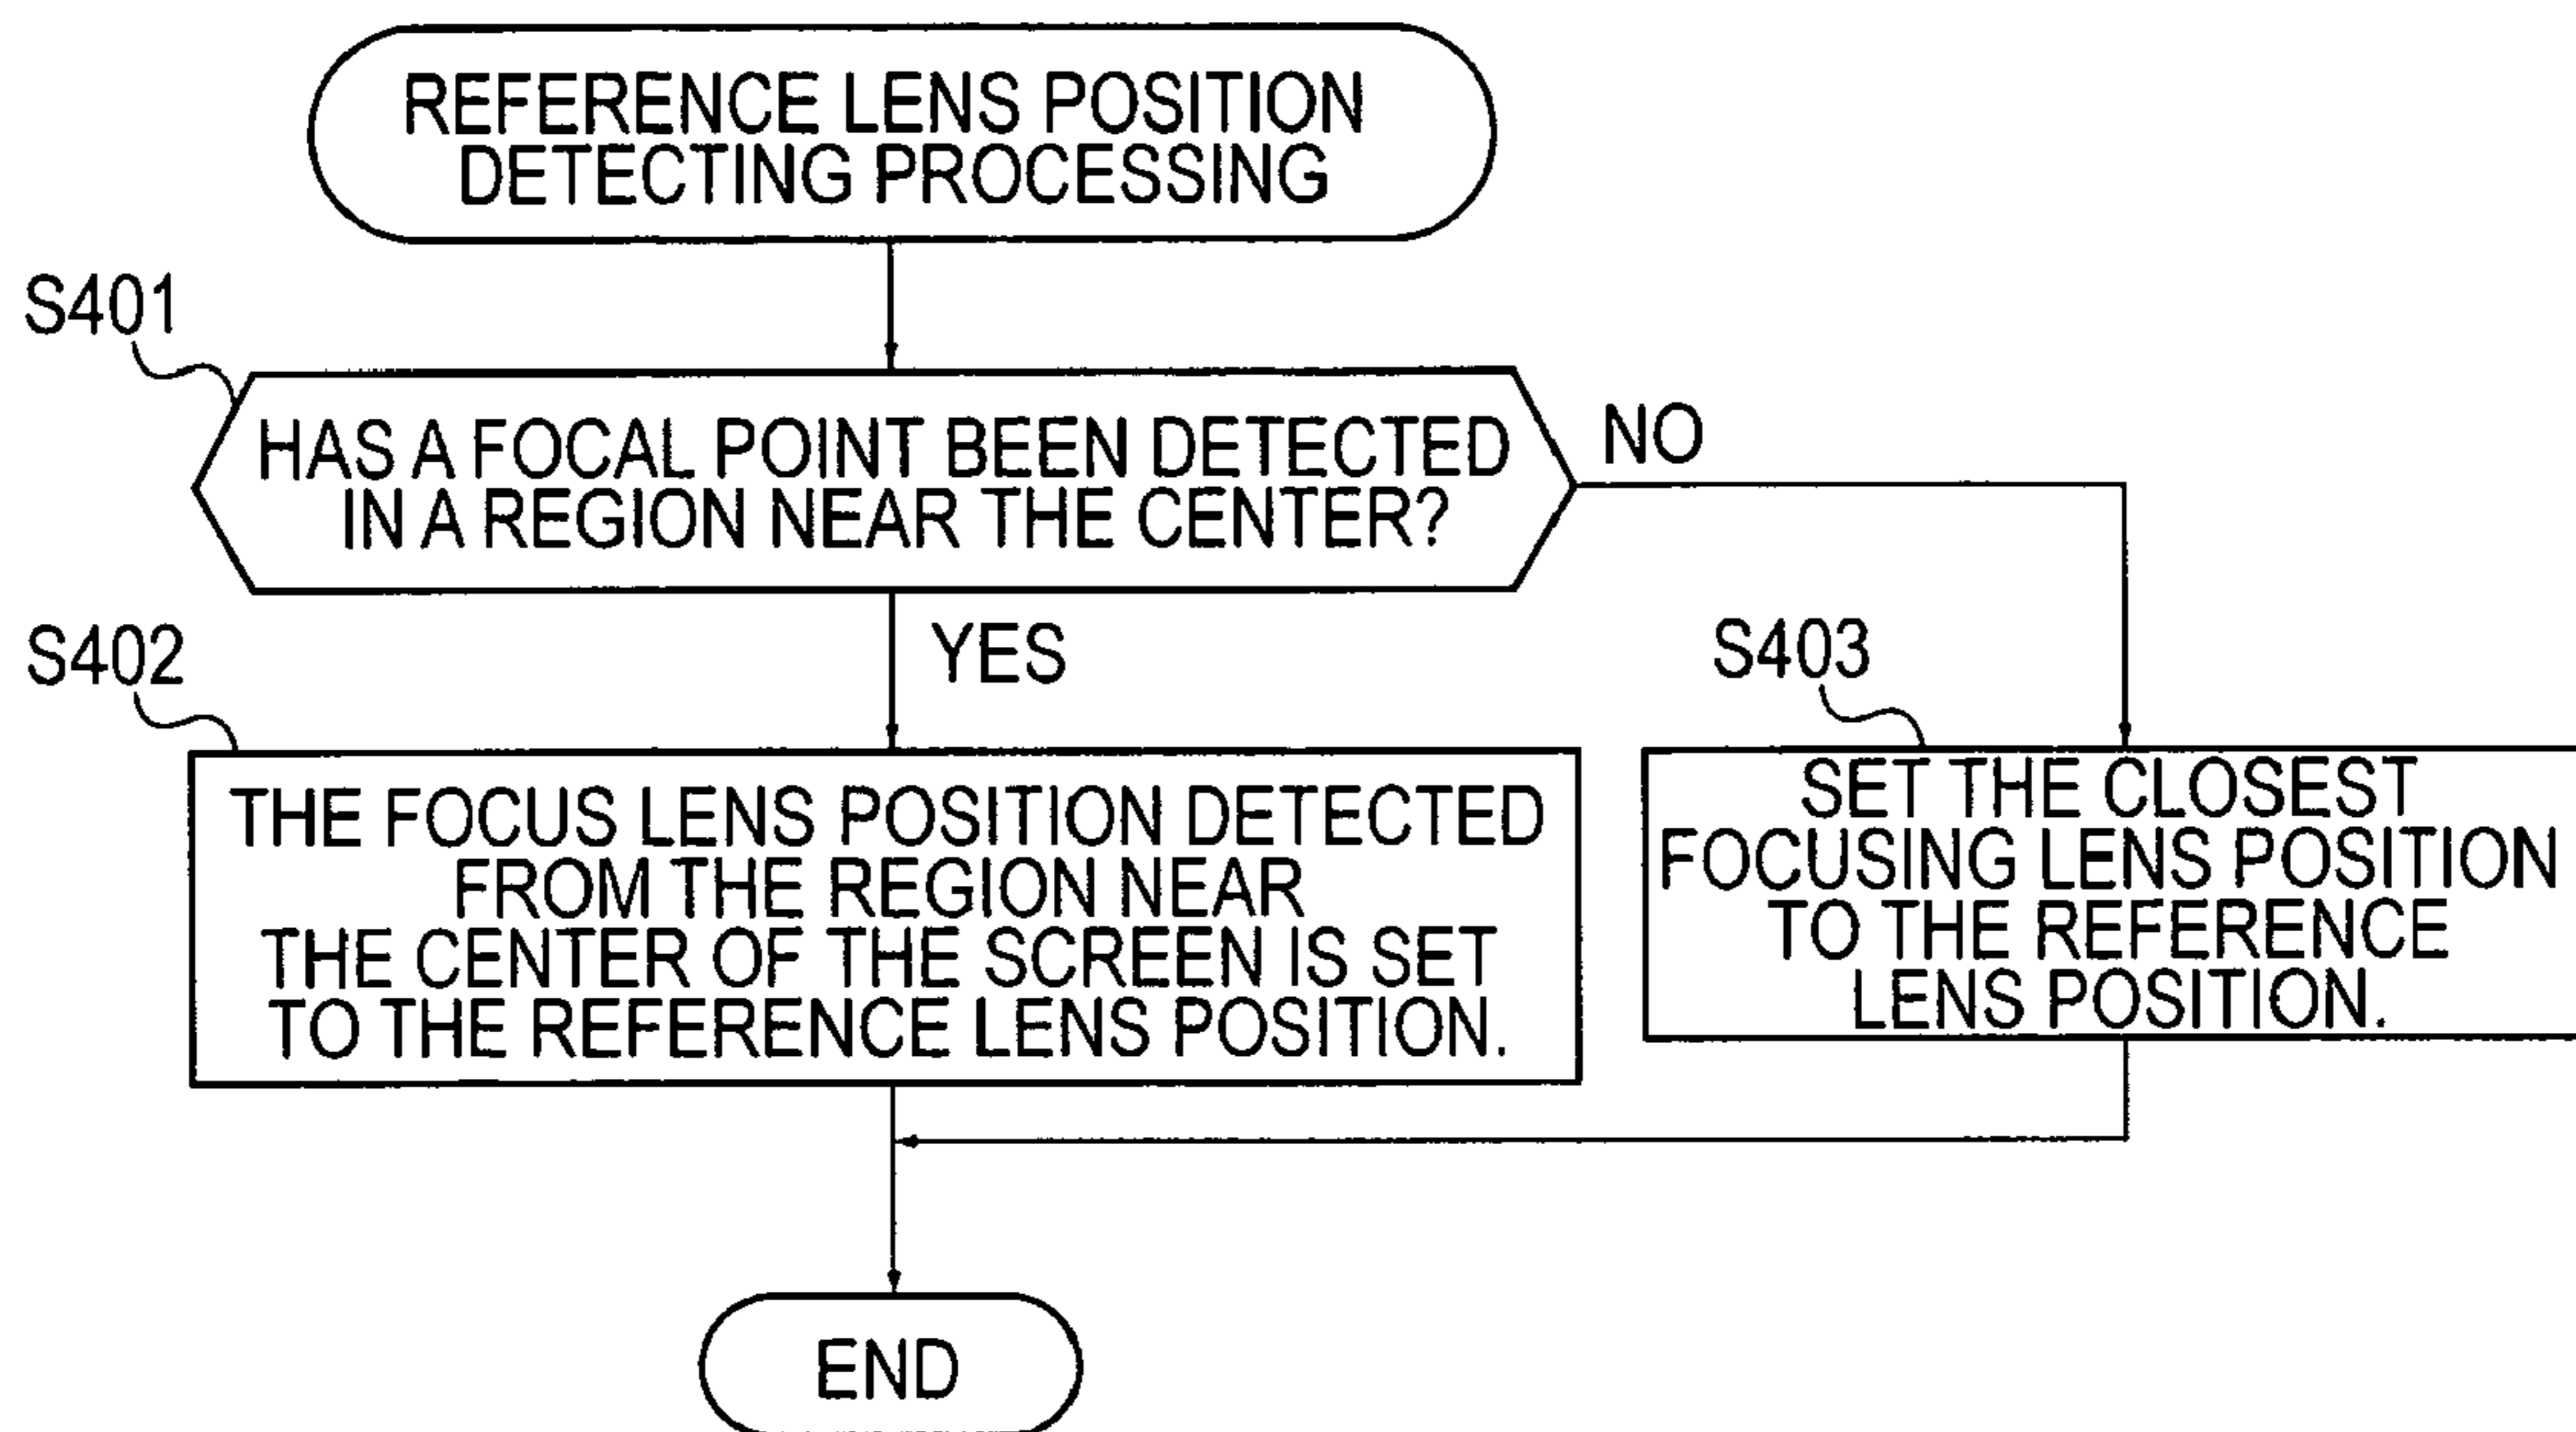 REFERENCE LENS POSITION
DETECTING PROCESSING
S401
HAS A FOCAL POINT BEEN DETECTED
IN A REGION NEAR THE CENTER?
NO
YES
S402
THE FOCUS LENS POSITION DETECTED
FROM THE REGION NEAR
THE CENTER OF THE SCREEN IS SET
TO THE REFERENCE LENS POSITION.
S403
SET THE CLOSEST
FOCUSING LENS POSITION
TO THE REFERENCE
LENS POSITION.
END